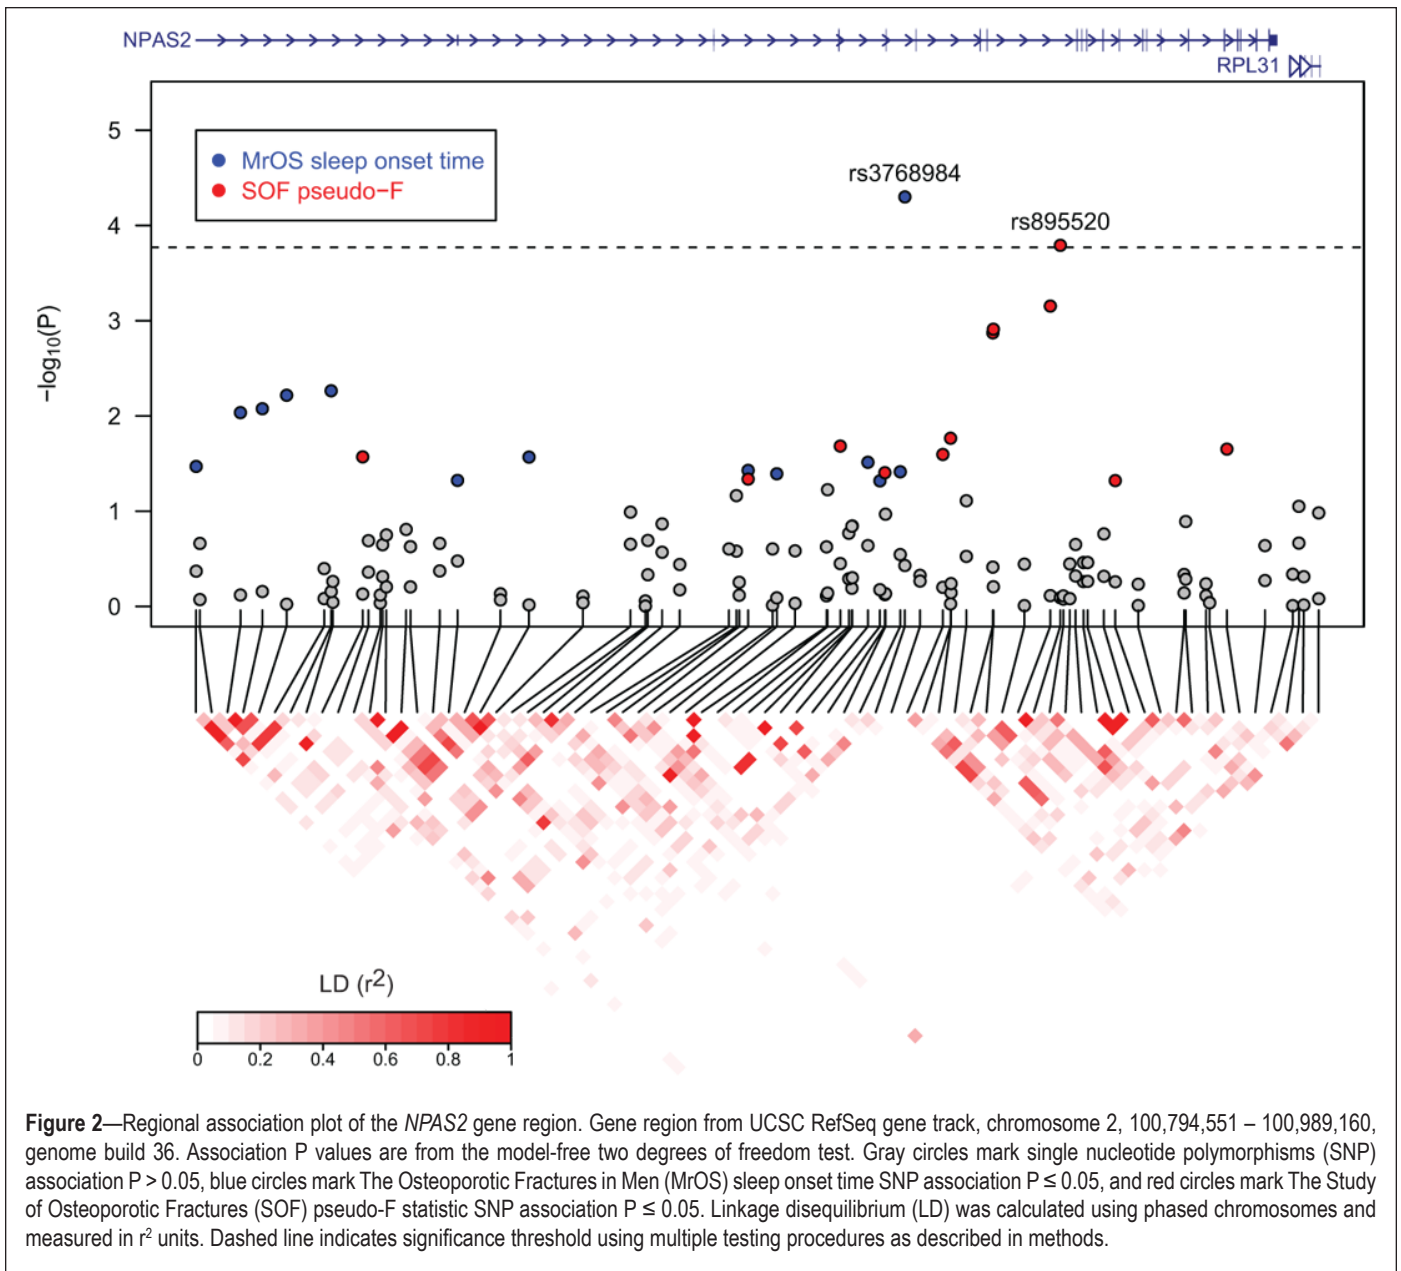 NPAS2
RPL31
5
4
3
2
1
0
−log10(P)
MrOS sleep onset time
SOF pseudo−F
rs3768984
rs895520
LD (r2)
0 0.2 0.4 0.6 0.8 1
Figure 2—Regional association plot of the NPAS2 gene region. Gene region from UCSC RefSeq gene track, chromosome 2, 100,794,551 – 100,989,160,
genome build 36. Association P values are from the model-free two degrees of freedom test. Gray circles mark single nucleotide polymorphisms (SNP)
association P > 0.05, blue circles mark The Osteoporotic Fractures in Men (MrOS) sleep onset time SNP association P ≤ 0.05, and red circles mark The Study
of Osteoporotic Fractures (SOF) pseudo-F statistic SNP association P ≤ 0.05. Linkage disequilibrium (LD) was calculated using phased chromosomes and
measured in r2 units. Dashed line indicates significance threshold using multiple testing procedures as described in methods.